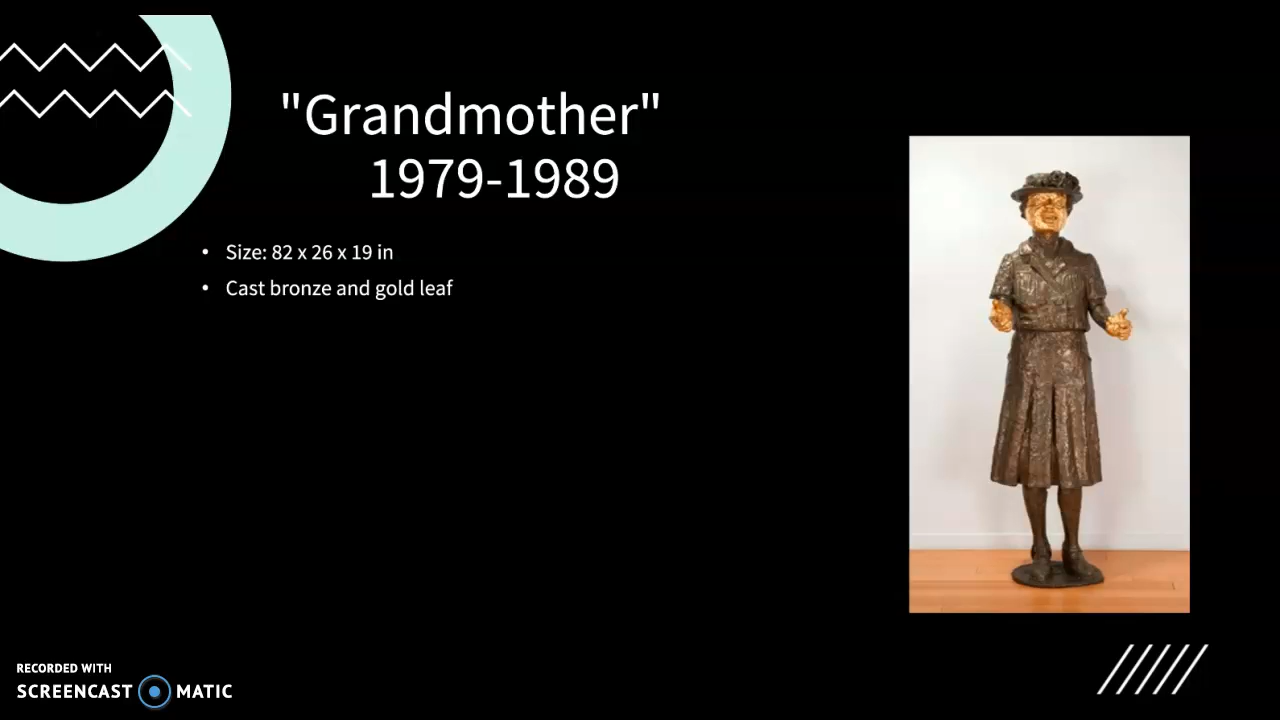 "Grandmother"
1979-1989
• Size: 82 x 26 x 19 in
• Cast bronze and gold leaf
RECORDED WITH
SCREENCAST MATIC